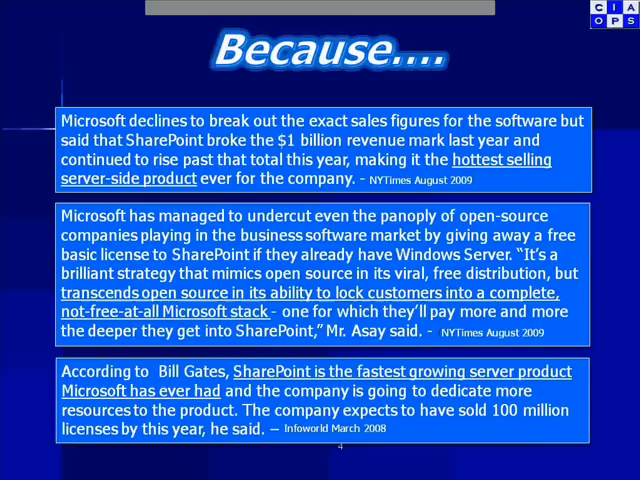 CIA
OPS
Because....
Microsoft declines to break out the exact sales figures for the software but
said that SharePoint broke the $1 billion revenue mark last year and
continued to rise past that total this year, making it the hottest selling
server-side product ever for the company. - NYTimes August 2009
Microsoft has managed to undercut even the panoply of open-source
companies playing in the business software market by giving away a free
basic license to SharePoint if they already have Windows Server. “It’s a
brilliant strategy that mimics open source in its viral, free distribution, but
transcends open source in its ability to lock customers into a complete,
not-free-at-all Microsoft stack - one for which they’ll pay more and more
the deeper they get into SharePoint,” Mr. Asay said. - NYTimes August 2009
According to Bill Gates, SharePoint is the fastest growing server product
Microsoft has ever had and the company is going to dedicate more
resources to the product. The company expects to have sold 100 million
licenses by this year, he said. – Infoworld March 2008
4